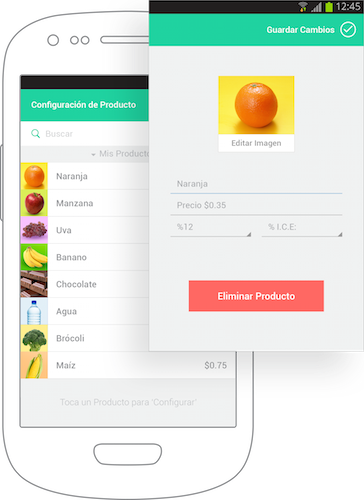 12:45
Guardar Cambios
Editar Imagen
Naranja
Precio $0.35
%12
% I.C.E:
Eliminar Producto
Configuración de Producto
Buscar
Mis Product
Naranja
Manzana
Uva
Banano
Chocolate
Agua
Brócoli
Maíz $0.75
Toca un Producto para 'Configurar'